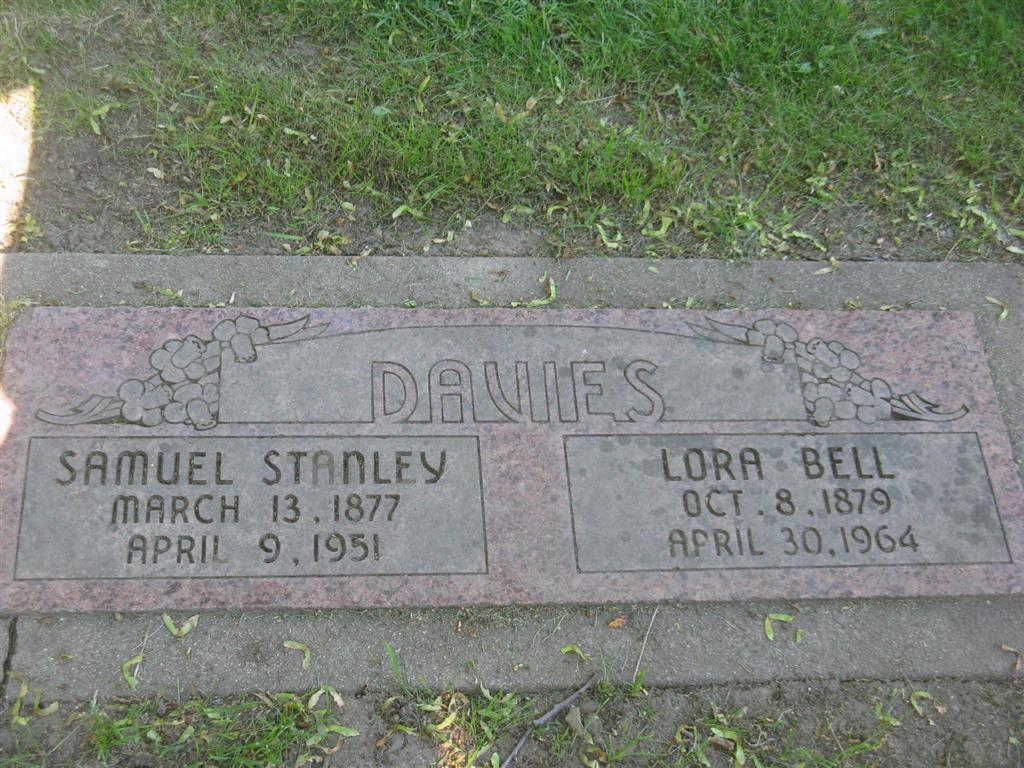 DAVIES
SAMUEL STANLEY
MARCH 13, 1877
APRIL 9, 1951
LORA BELL
OCT. 8, 1879
APRIL 30, 1964